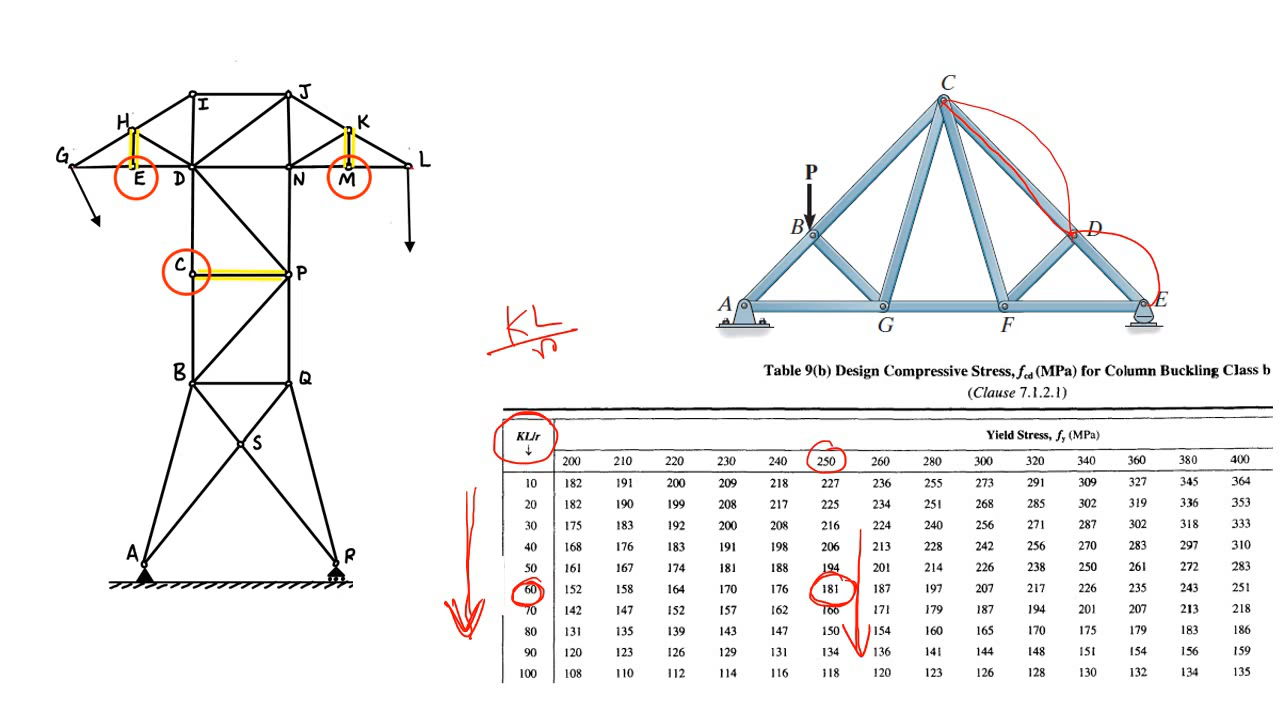 I J
H K
G L
E D N M
C P
B Q
S
A R
C
P
B D
A E
G F
KL
r
Table 9(b) Design Compressive Stress, fcd (MPa) for Column Buckling Class b
(Clause 7.1.2.1)
KL/r Yield Stress, fy (MPa)
↓ 200 210 220 230 240 250 260 280 300 320 340 360 380 400
10 182 191 200 209 218 227 236 255 273 291 309 327 345 364
20 182 190 199 208 217 225 234 251 268 285 302 319 336 353
30 175 183 192 200 208 216 224 240 256 271 287 302 318 333
40 168 176 183 191 198 206 213 228 242 256 270 283 297 310
50 161 167 174 181 188 194 201 214 226 238 250 261 272 283
60 152 158 164 170 176 181 187 197 207 217 226 235 243 251
70 142 147 152 157 162 166 171 179 187 194 201 207 213 218
80 131 135 139 143 147 150 154 160 165 170 175 179 183 186
90 120 123 126 129 131 134 136 141 144 148 151 154 156 159
100 108 110 112 114 116 118 120 123 126 128 130 132 134 135